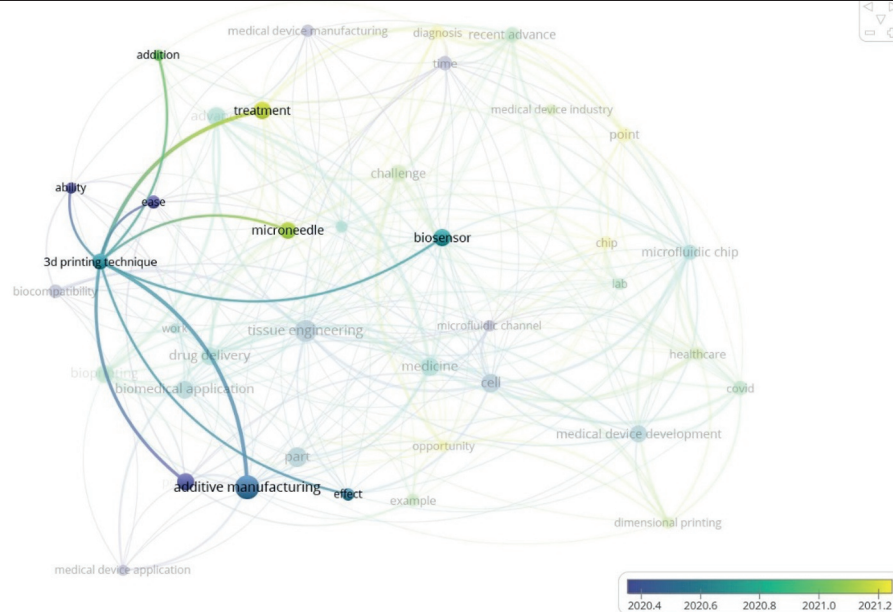 medical device manufacturing
diagnosis
recent advance
addition
time
treatment
medical device industry
point
challenge
ability
ease
microneedle
biosensor
chip
microfluidic chip
3d printing technique
lab
biocompatibility
work
tissue engineering
microfluidic channel
drug delivery
healthcare
medicine
bioprinting
biomedical application
cell
covid
medical device development
opportunity
part
additive manufacturing
effect
example
dimensional printing
medical device application
2020.4 2020.6 2020.8 2021.0 2021.2